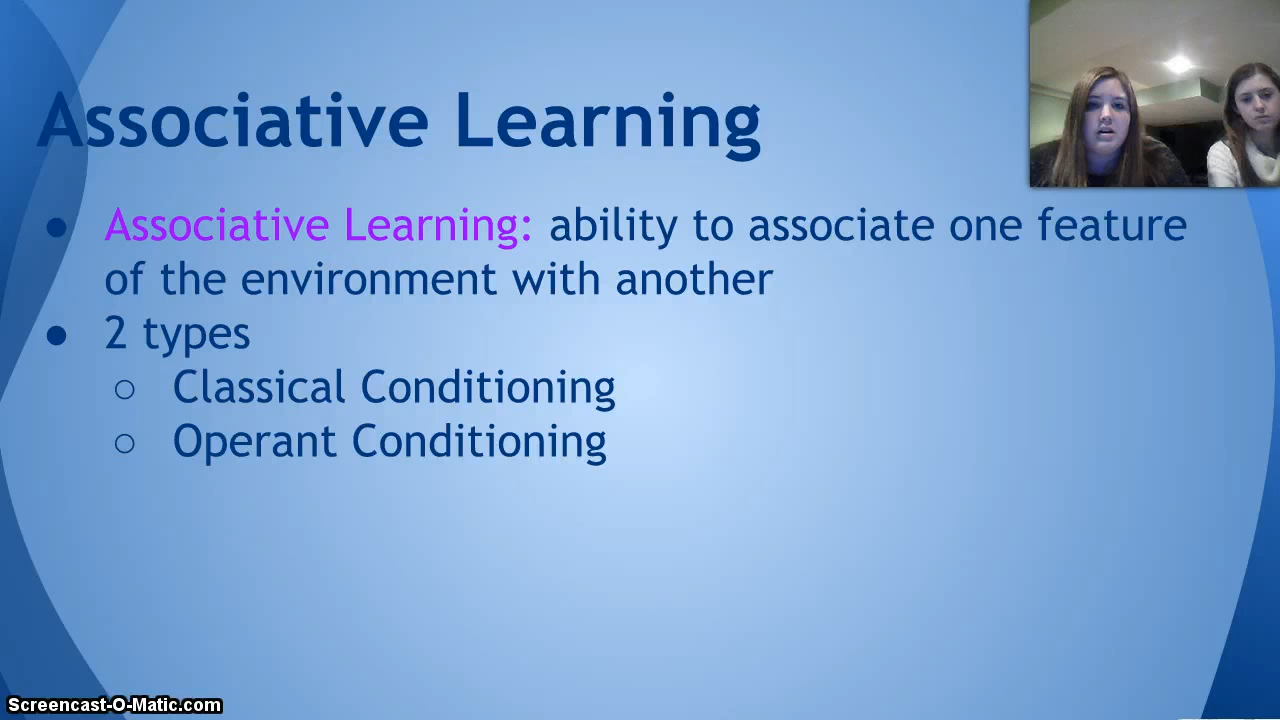 Associative Learning
● Associative Learning: ability to associate one feature
of the environment with another
● 2 types
○ Classical Conditioning
○ Operant Conditioning
Screencast-O-Matic.com